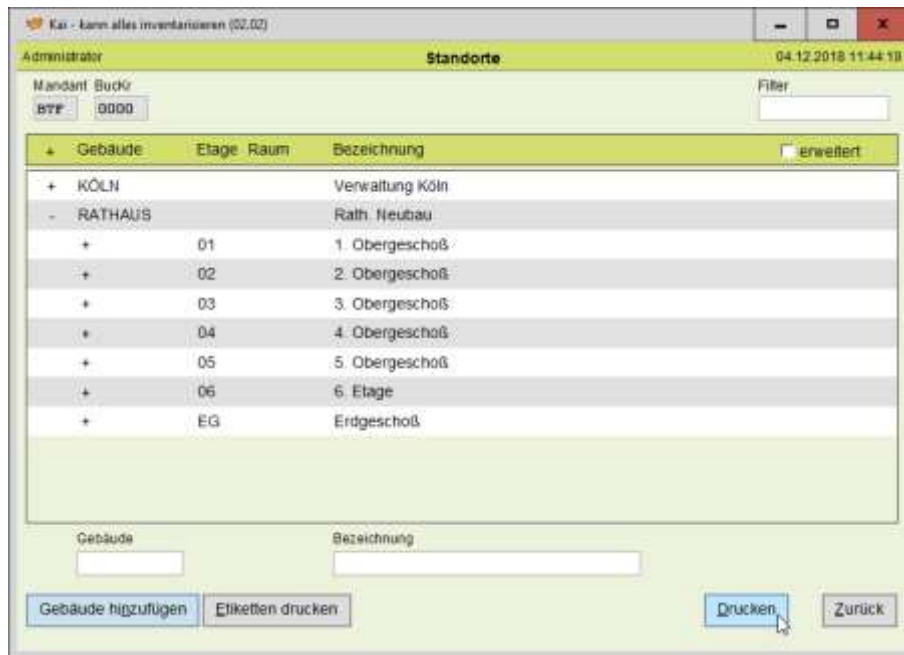 Kai - kann alles inventarisieren (02.02)
Administrator Standorte 04.12.2018 11:44:19
Mandant BucKr Filter
BTF 0000
+ Gebäude Etage Raum Bezeichnung erweitert
+ KÖLN Verwaltung Köln
- RATHAUS Rath. Neubau
+ 01 1. Obergeschoß
+ 02 2. Obergeschoß
+ 03 3. Obergeschoß
+ 04 4. Obergeschoß
+ 05 5. Obergeschoß
+ 06 6. Etage
+ EG Erdgeschoß
Gebäude Bezeichnung
Gebäude hinzufügen Etiketten drucken Drucken Zurück